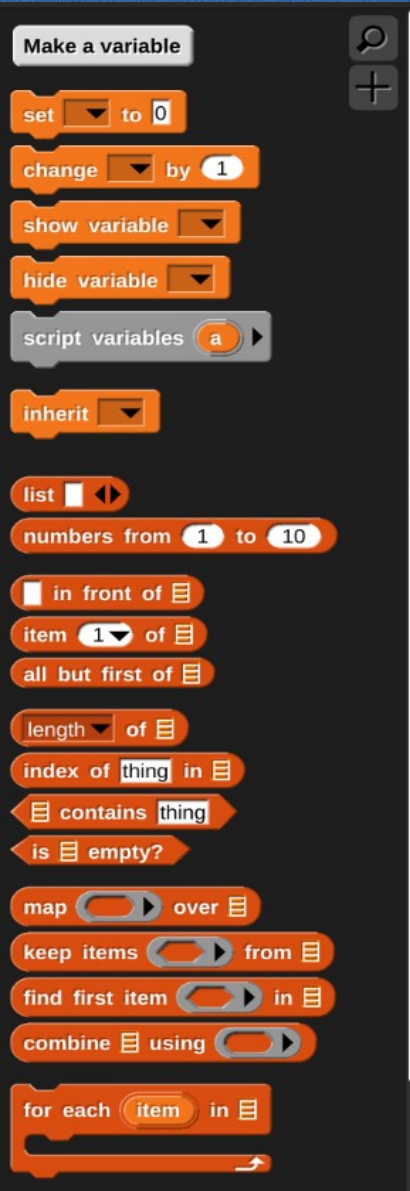 Make a variable
set to 0
change by 1
show variable
hide variable
script variables a
inherit
list
numbers from 1 to 10
in front of
item 1 of
all but first of
length of
index of thing in
contains thing
is empty?
map over
keep items from
find first item in
combine using
for each item in